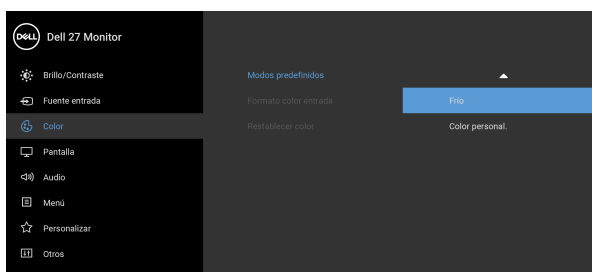 DELL Dell 27 Monitor
Brillo/Contraste Modos predefinidos
Fuente entrada Formato color entrada Frío
Color Restablecer color Color personal.
Pantalla
Audio
Menú
Personalizar
Otros